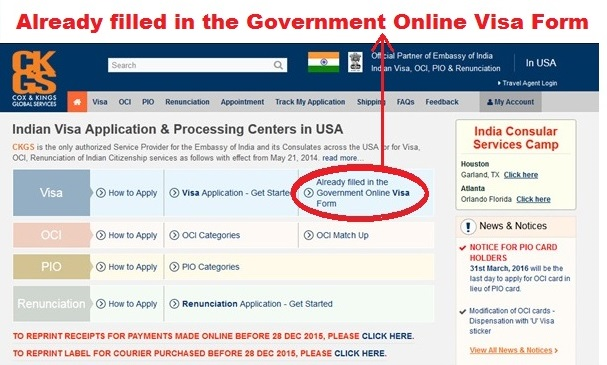 Already filled in the Government Online Visa Form
CKGS
COX & KINGS
GLOBAL SERVICES
Search
Official Partner of Embassy of India
Indian Visa, OCI, PIO & Renunciation
In USA
Travel Agent Login
Visa OCI PIO Renunciation Appointment Track My Application Shipping FAQs Feedback My Account
Indian Visa Application & Processing Centers in USA
CKGS is the only authorized Service Provider for the Embassy of India and its Consulates across the USA for for Visa,
OCI, Renunciation of Indian Citizenship services as follows with effect from May 21, 2014. read more...
Visa
How to Apply
Visa Application - Get Started
Already filled in the
Government Online Visa
Form
OCI
How to Apply
OCI Categories
OCI Match Up
PIO
How to Apply
PIO Categories
Renunciation
How to Apply
Renunciation Application - Get Started
TO REPRINT RECEIPTS FOR PAYMENTS MADE ONLINE BEFORE 28 DEC 2015, PLEASE CLICK HERE.
TO REPRINT LABEL FOR COURIER PURCHASED BEFORE 28 DEC 2015, PLEASE CLICK HERE.
India Consular
Services Camp
Houston
Garland, TX Click here
Atlanta
Orlando Florida Click here
News & Notices
NOTICE FOR PIO CARD
HOLDERS
31st March, 2016 will be the
last day to apply for OCI card in
lieu of PIO card.
Modification of OCI cards -
Dispensation with 'U' Visa
sticker
View All News & Notices